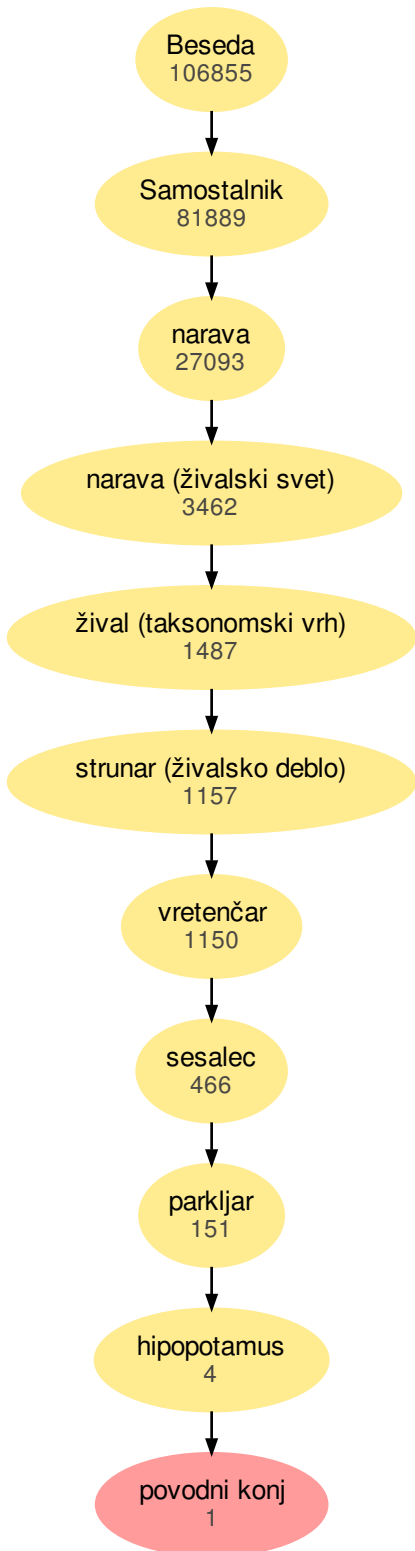 Beseda
106855
Samostalnik
81889
narava
27093
narava (živalski svet)
3462
žival (taksonomski vrh)
1487
strunar (živalsko deblo)
1157
vretenčar
1150
sesalec
466
parkljar
151
hipopotamus
4
povodni konj
1